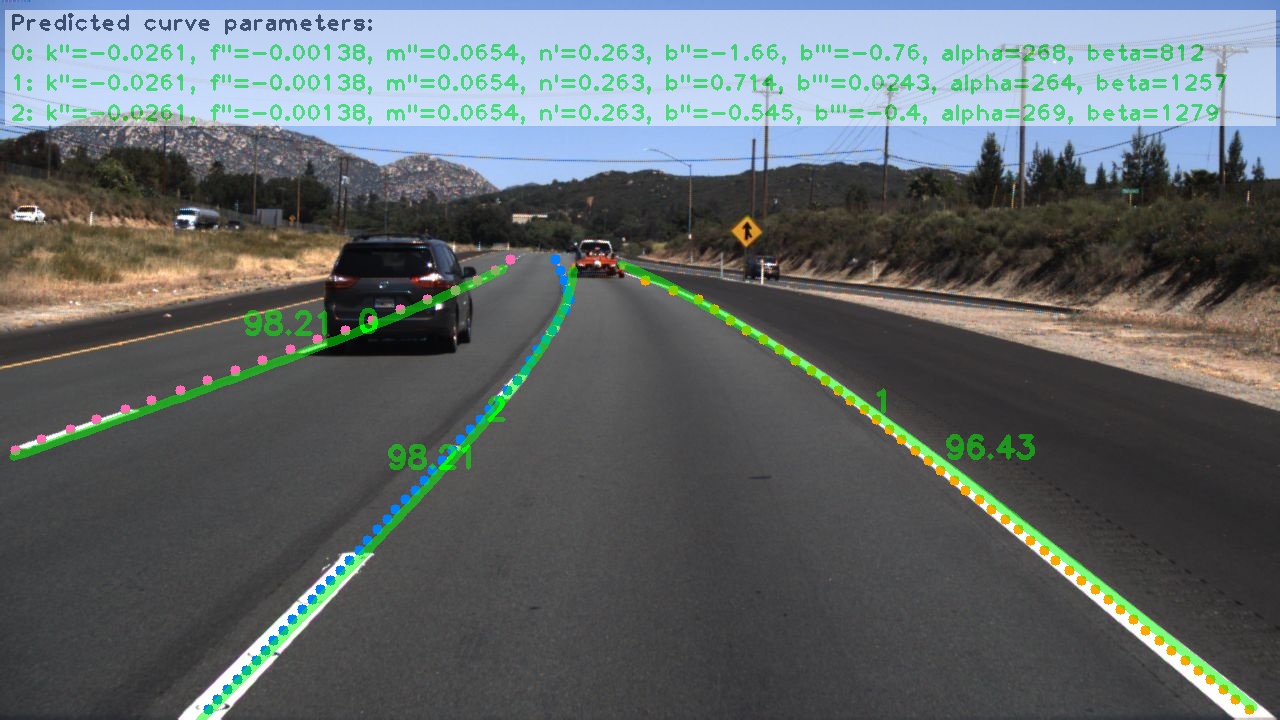 Predicted curve parameters:
0: k''=-0.0261, f''=-0.00138, m''=0.0654, n'=0.263, b''=-1.66, b'''=-0.76, alpha=268, beta=812
1: k''=-0.0261, f''=-0.00138, m''=0.0654, n'=0.263, b''=0.714, b'''=0.0243, alpha=264, beta=1257
2: k''=-0.0261, f''=-0.00138, m''=0.0654, n'=0.263, b''=-0.545, b'''=-0.4, alpha=269, beta=1279
98.21 0
1
2
98.21
96.43